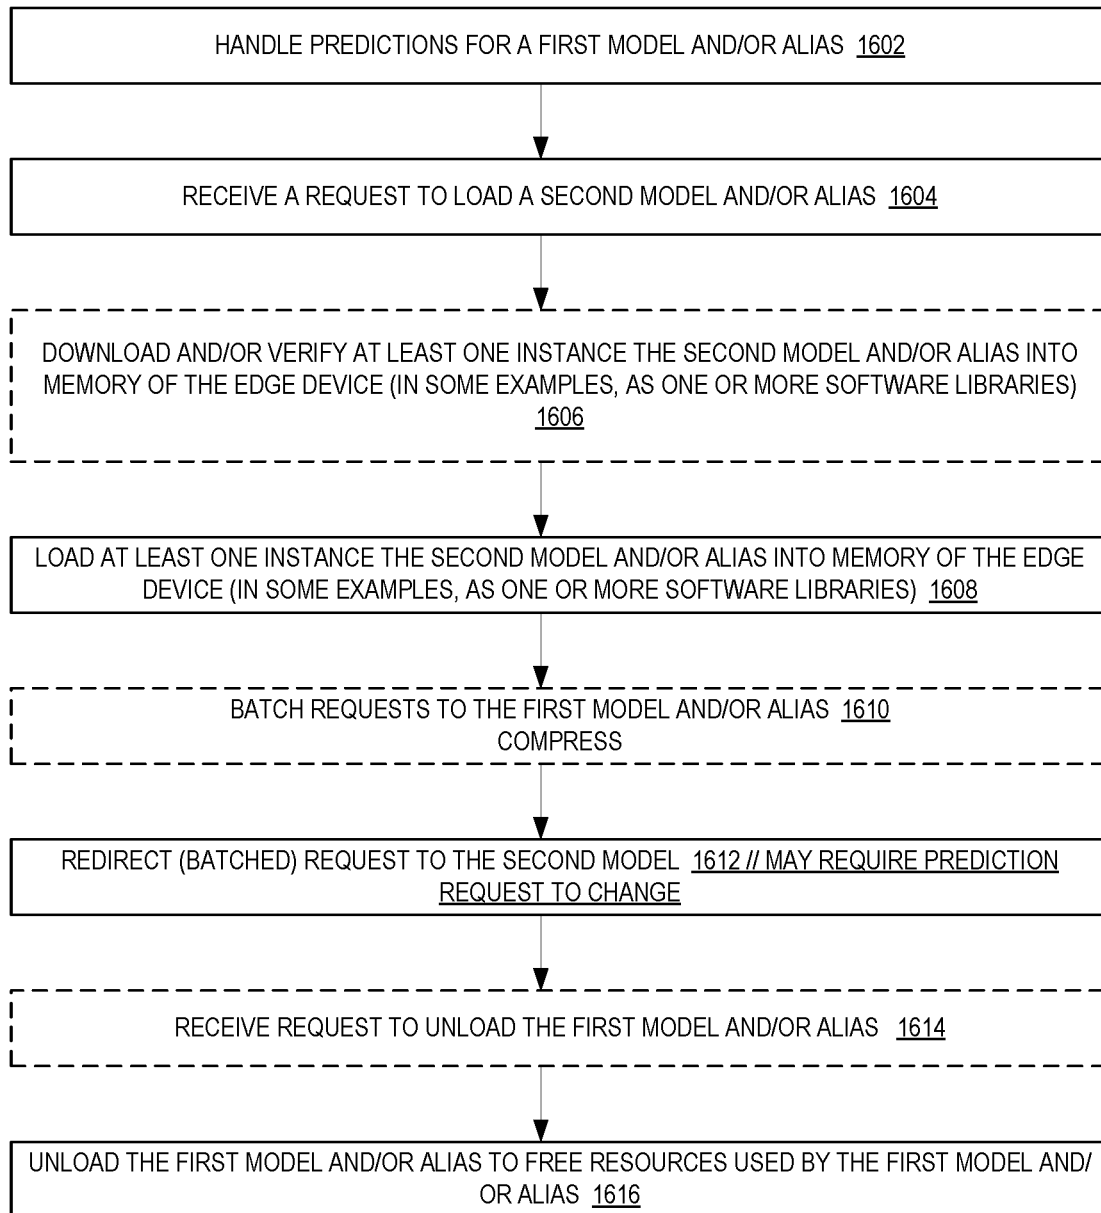 HANDLE PREDICTIONS FOR A FIRST MODEL AND/OR ALIAS 1602
RECEIVE A REQUEST TO LOAD A SECOND MODEL AND/OR ALIAS 1604
DOWNLOAD AND/OR VERIFY AT LEAST ONE INSTANCE THE SECOND MODEL AND/OR ALIAS INTO
MEMORY OF THE EDGE DEVICE (IN SOME EXAMPLES, AS ONE OR MORE SOFTWARE LIBRARIES)
1606
LOAD AT LEAST ONE INSTANCE THE SECOND MODEL AND/OR ALIAS INTO MEMORY OF THE EDGE
DEVICE (IN SOME EXAMPLES, AS ONE OR MORE SOFTWARE LIBRARIES) 1608
BATCH REQUESTS TO THE FIRST MODEL AND/OR ALIAS 1610
COMPRESS
REDIRECT (BATCHED) REQUEST TO THE SECOND MODEL 1612 // MAY REQUIRE PREDICTION
REQUEST TO CHANGE
RECEIVE REQUEST TO UNLOAD THE FIRST MODEL AND/OR ALIAS 1614
UNLOAD THE FIRST MODEL AND/OR ALIAS TO FREE RESOURCES USED BY THE FIRST MODEL AND/
OR ALIAS 1616